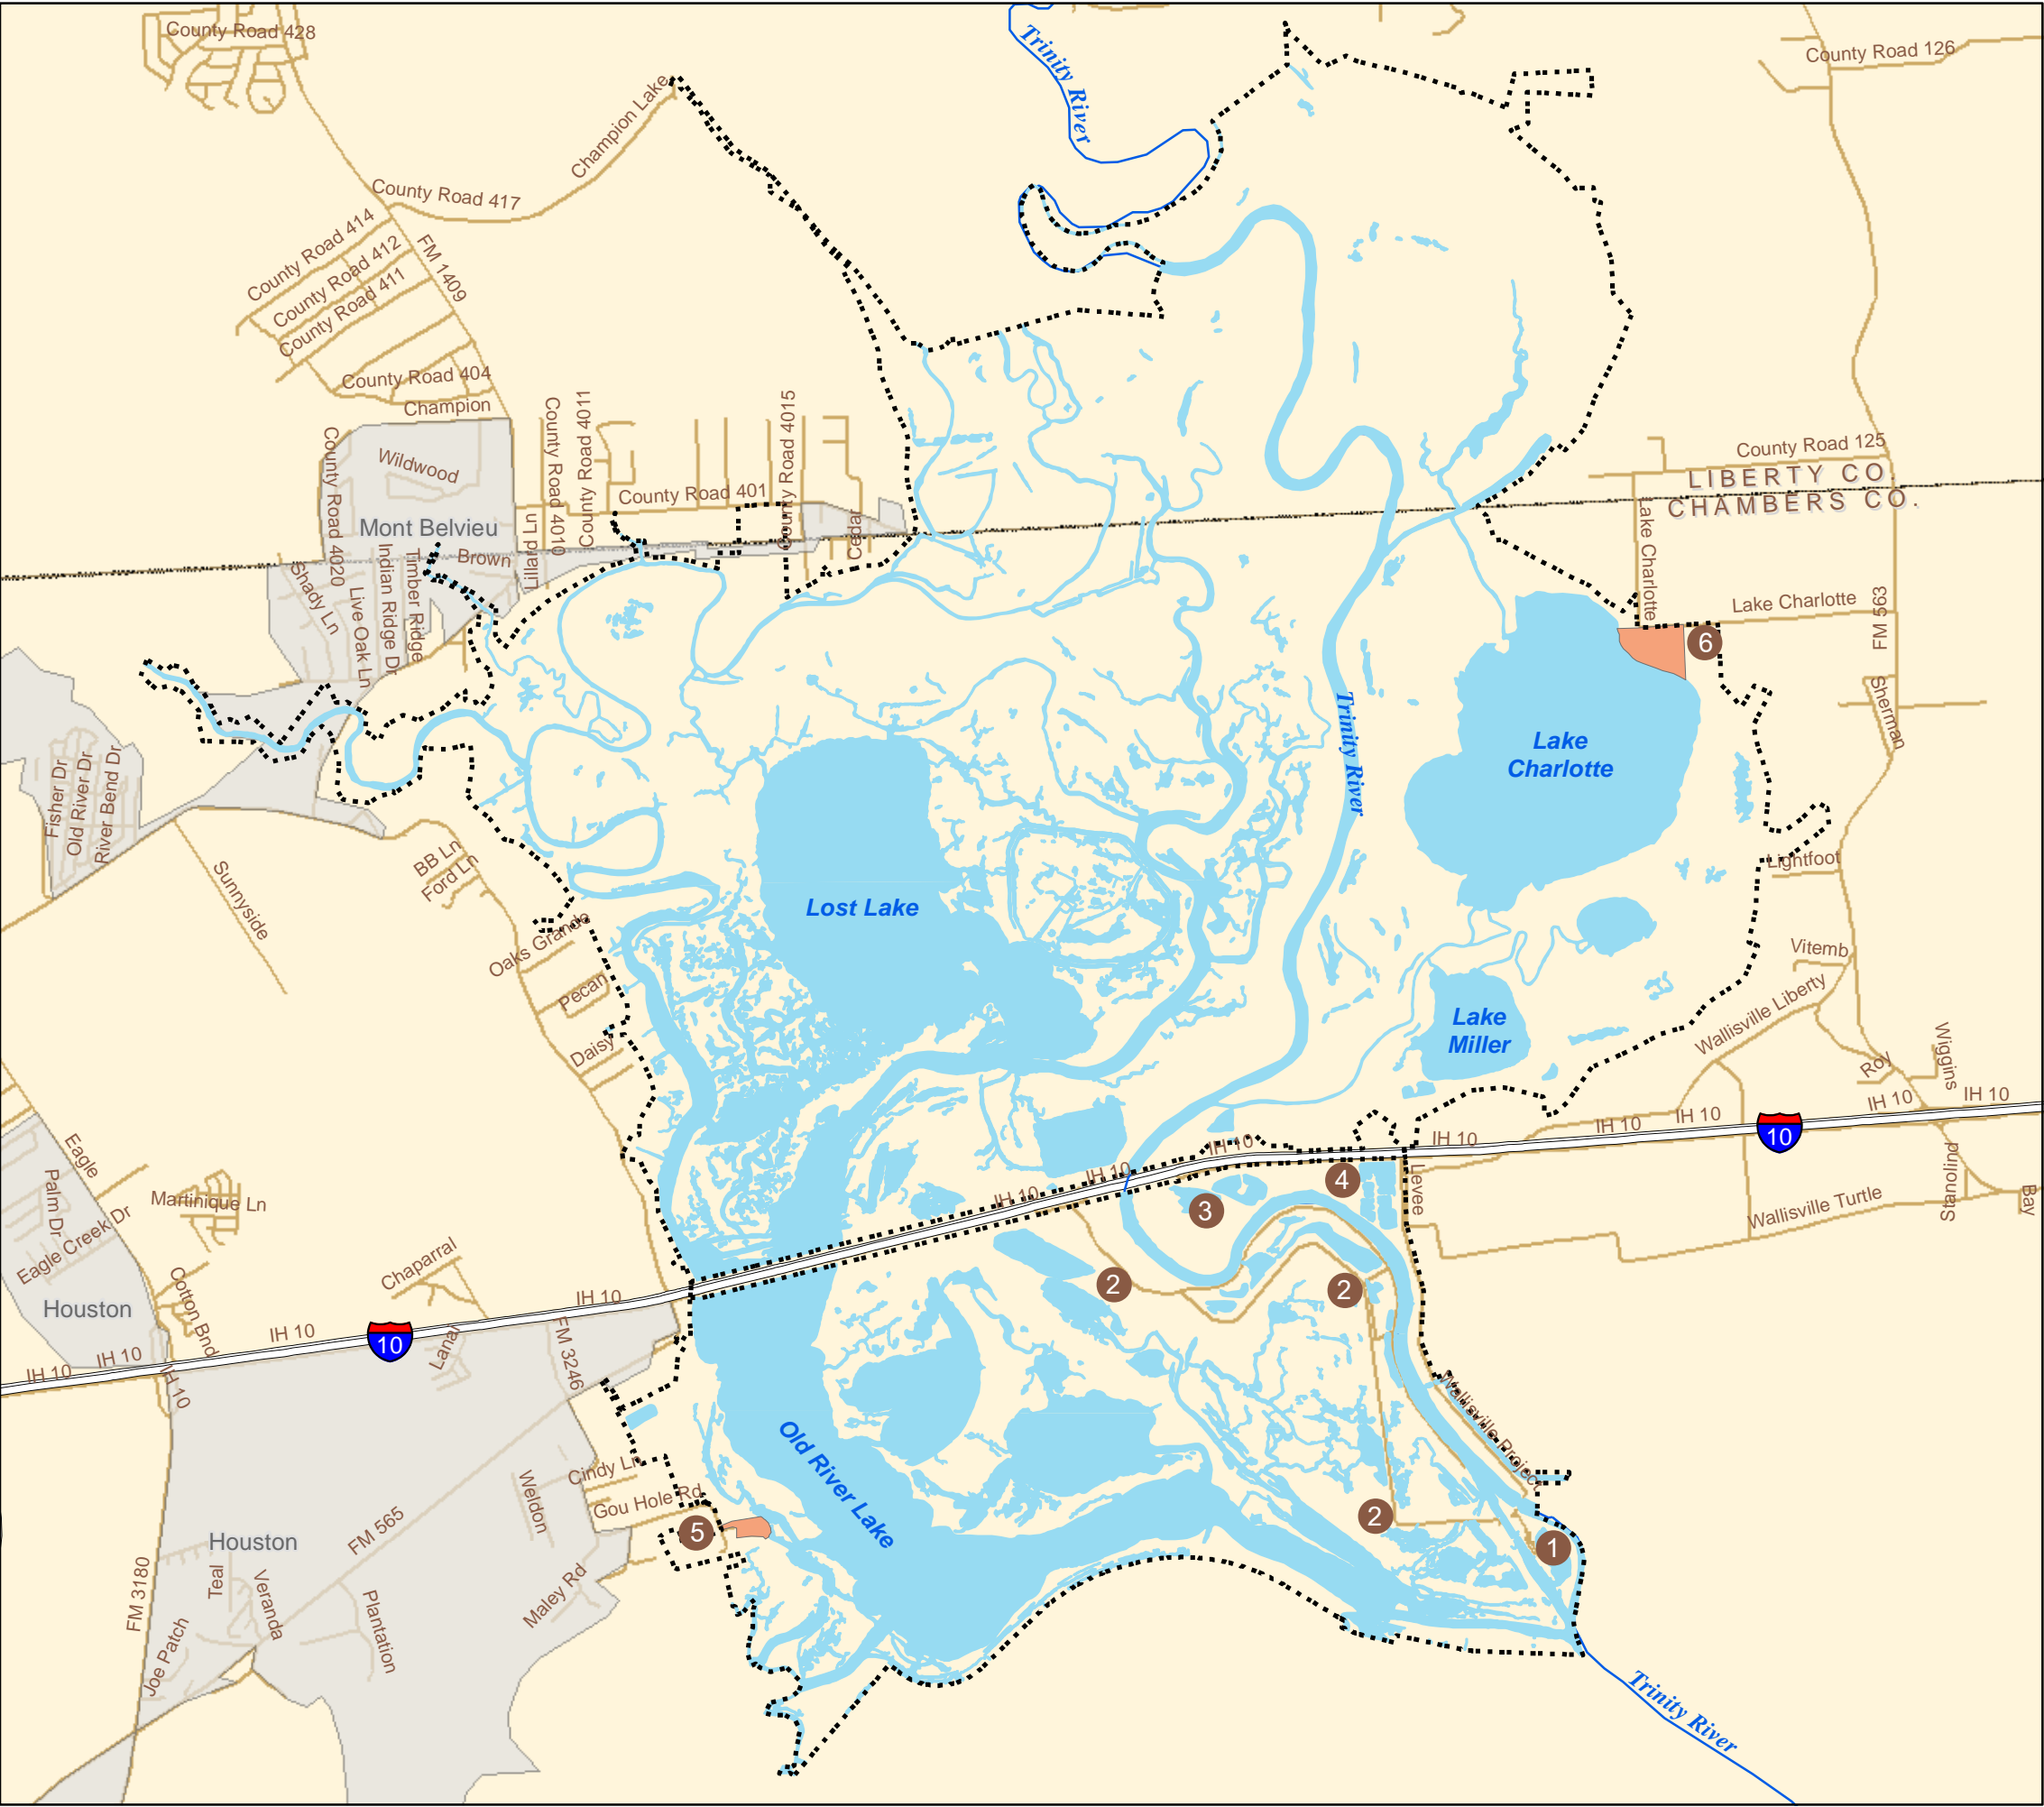 County Road 428
Trinity River
County Road 126
Champion Lake
County Road 417
County Road 414
County Road 412
County Road 411
FM 1409
County Road 404
Champion
County Road 4020
Wildwood
County Road 4010
County Road 4011
County Road 401
County Road 4015
Cedar
County Road 125
LIBERTY CO
CHAMBERS CO.
Mont Belvieu
Brown
Lilead Ln
Shady Ln
Live Oak Ln
Indian Ridge Dr
Timber Ridge
Lake Charlotte
Lake Charlotte
FM 563
6
Sherman
Trinity River
Lake
Charlotte
Fisher Dr
Old River Dr
River Bend Dr
Sunnyside
BB Ln
Ford Ln
Lost Lake
Lightfoot
Oaks Grande
Pecan
Daisy
Lake
Miller
Vitemb
Wallisville Liberty
Roy
Wiggins
IH 10
IH 10
IH 10
IH 10
10
IH 10
IH 10
IH 10
IH 10
IH 10
Eagle
Palm Dr
Eagle Creek Dr
Martinique Ln
Chaparral
Cotton Bnd
Houston
4
3
2
2
Levee
Wallisville Turtle
Stanolind
Bay
IH 10
IH 10
10
IH 10
IH 10
IH 10
Lanai
FM 3246
Old River Lake
Wallisville Project
Cindy Ln
Gou Hole Rd
Weldon
5
2
1
Houston
FM 565
FM 3180
Teal
Veranda
Plantation
Maley Rd
Joe Patch
Trinity River